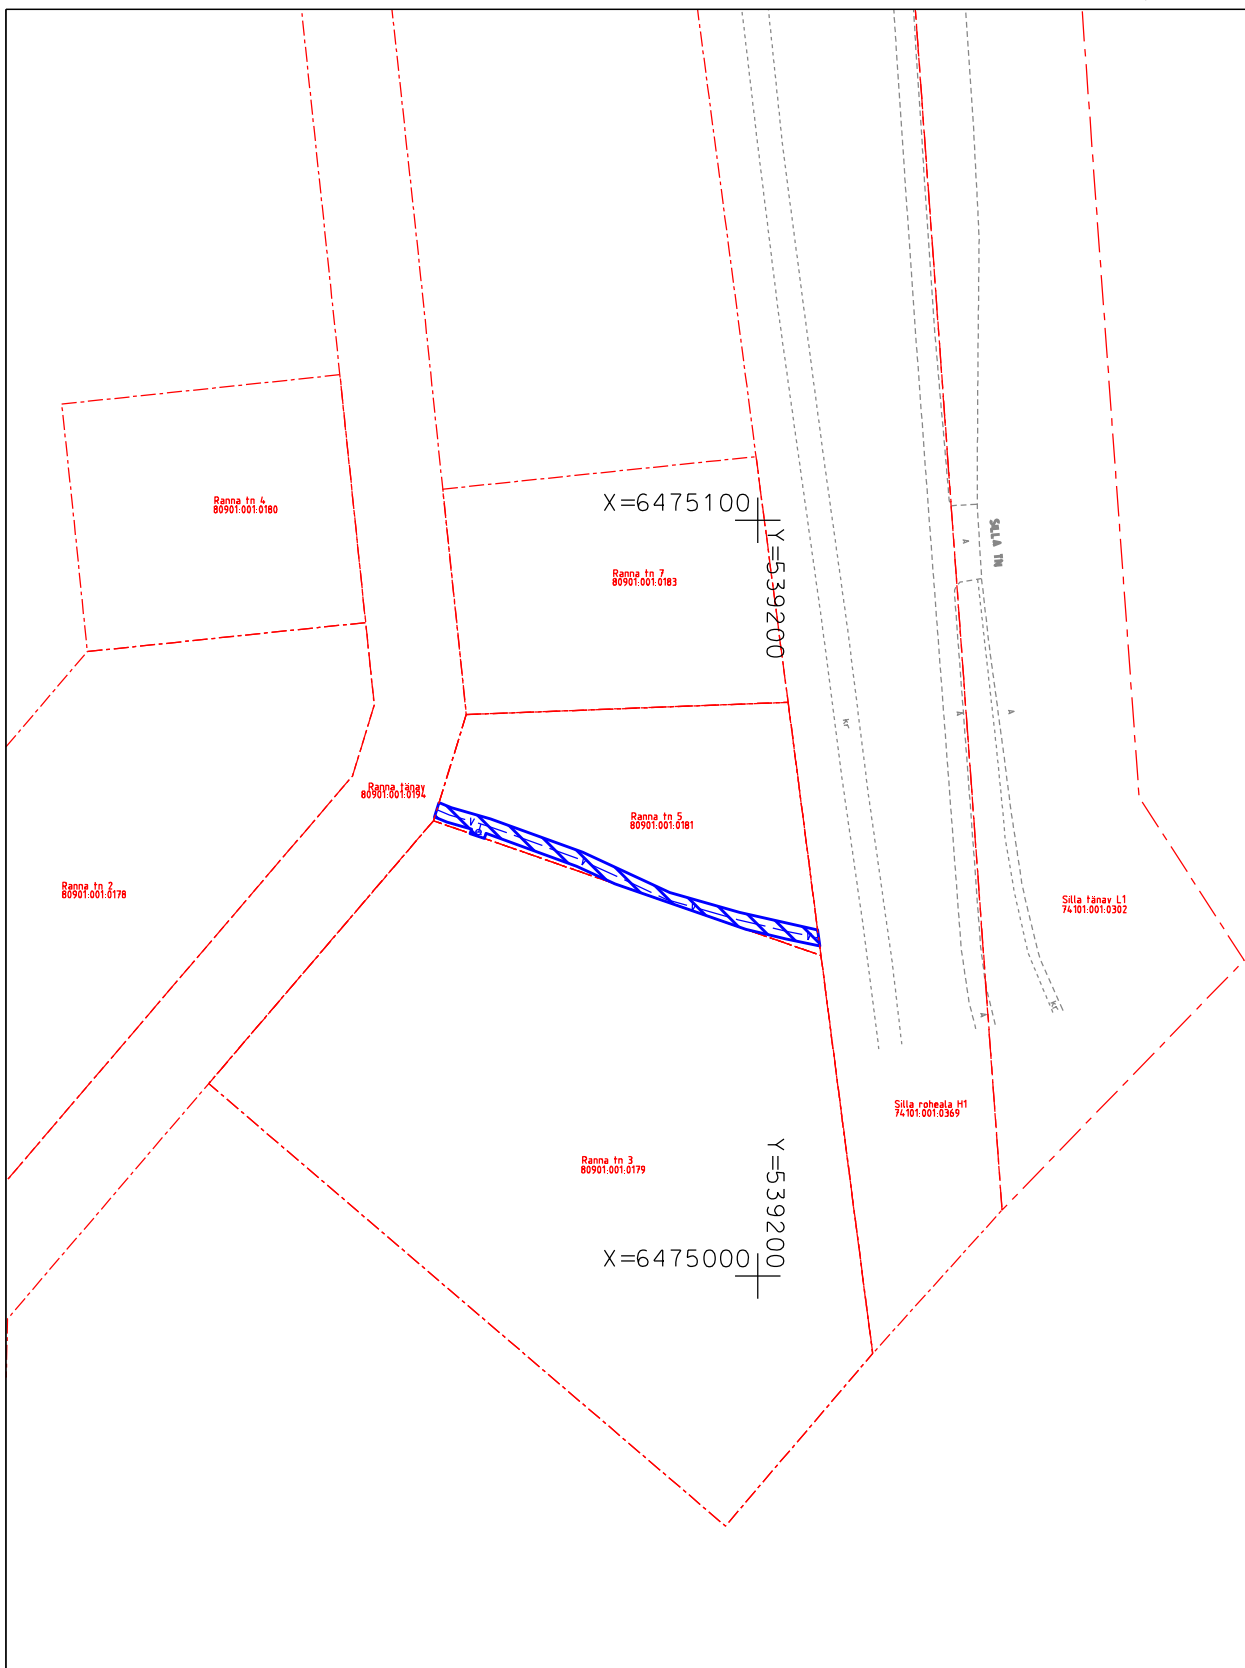 Ranna tn 4
80901:001:0180
X=6475100
Y=539200
SILLA TN
A
Ranna tn 7
80901:001:0183
kr
A
A
Ranna tänav
80901:001:0194
Ranna tn 5
80901:001:0181
V
Ranna tn 2
80901:001:0178
Silla tänav L1
74101:001:0302
kr
A
Silla roheala H1
74101:001:0369
Ranna tn 3
80901:001:0179
Y=539200
X=6475000